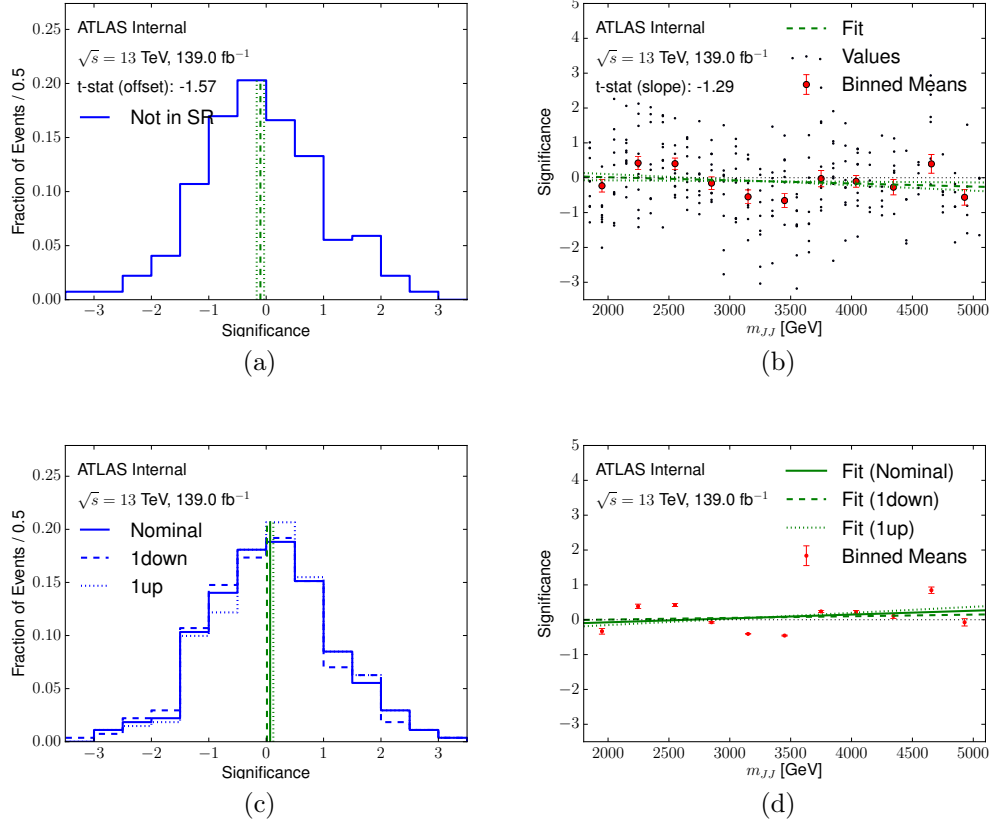 ATLAS Internal
√s = 13 TeV, 139.0 fb⁻¹
t-stat (offset): -1.57
Not in SR
Fraction of Events / 0.5
0.25
0.20
0.15
0.10
0.05
0.00
−3 −2 −1 0 1 2 3
Significance
(a)
ATLAS Internal
√s = 13 TeV, 139.0 fb⁻¹
t-stat (slope): -1.29
Fit
Values
Binned Means
Significance
5
4
3
2
1
0
−1
−2
−3
2000 2500 3000 3500 4000 4500 5000
m_JJ [GeV]
(b)
ATLAS Internal
√s = 13 TeV, 139.0 fb⁻¹
Nominal
1down
1up
Fraction of Events / 0.5
0.25
0.20
0.15
0.10
0.05
0.00
−3 −2 −1 0 1 2 3
Significance
(c)
ATLAS Internal
√s = 13 TeV, 139.0 fb⁻¹
Fit (Nominal)
Fit (1down)
Fit (1up)
Binned Means
Significance
5
4
3
2
1
0
−1
−2
−3
2000 2500 3000 3500 4000 4500 5000
m_JJ [GeV]
(d)